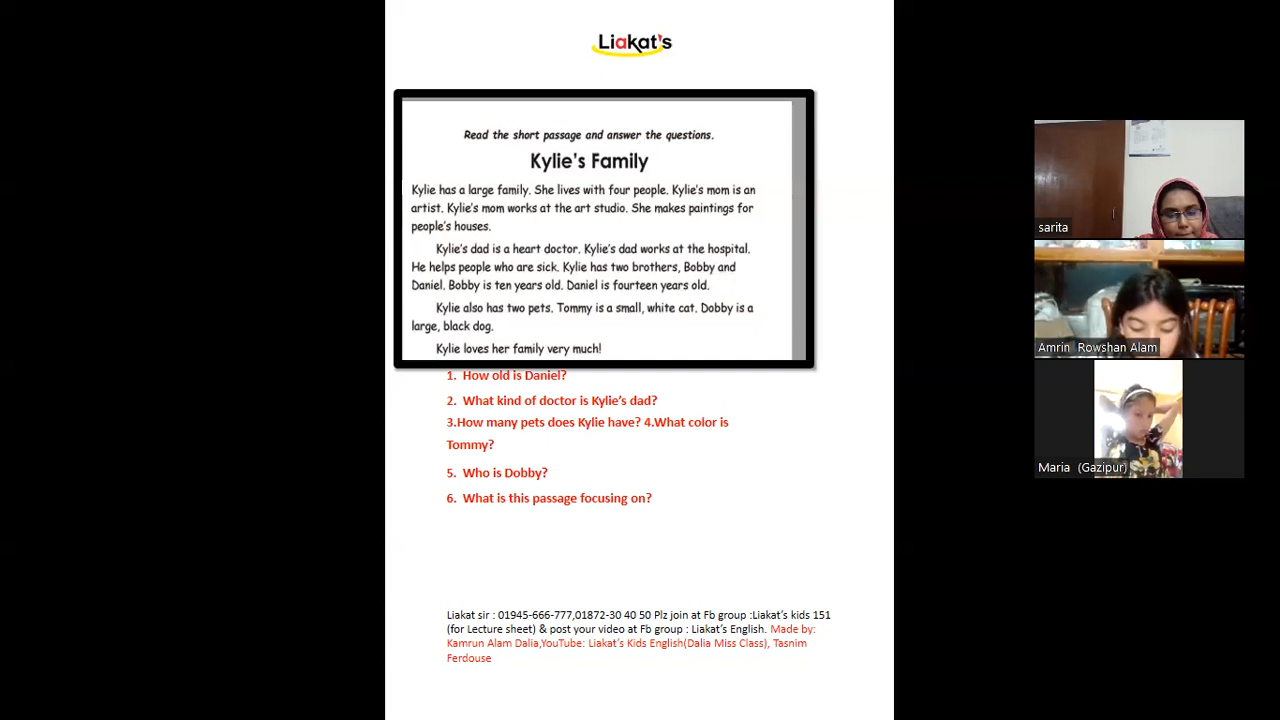 Liakat's
Read the short passage and answer the questions.
Kylie's Family
Kylie has a large family. She lives with four people. Kylie's mom is an
artist. Kylie's mom works at the art studio. She makes paintings for
people's houses.
Kylie's dad is a heart doctor. Kylie's dad works at the hospital.
He helps people who are sick. Kylie has two brothers, Bobby and
Daniel. Bobby is ten years old. Daniel is fourteen years old.
Kylie also has two pets. Tommy is a small, white cat. Dobby is a
large, black dog.
Kylie loves her family very much!
1. How old is Daniel?
2. What kind of doctor is Kylie's dad?
3.How many pets does Kylie have? 4.What color is
Tommy?
5. Who is Dobby?
6. What is this passage focusing on?
Liakat sir : 01945-666-777,01872-30 40 50 Plz join at Fb group :Liakat's kids 151
(for Lecture sheet) & post your video at Fb group : Liakat's English. Made by:
Kamrun Alam Dalia,YouTube: Liakat's Kids English(Dalia Miss Class), Tasnim
Ferdouse
sarita
Amrin Rowshan Alam
Maria (Gazipur)